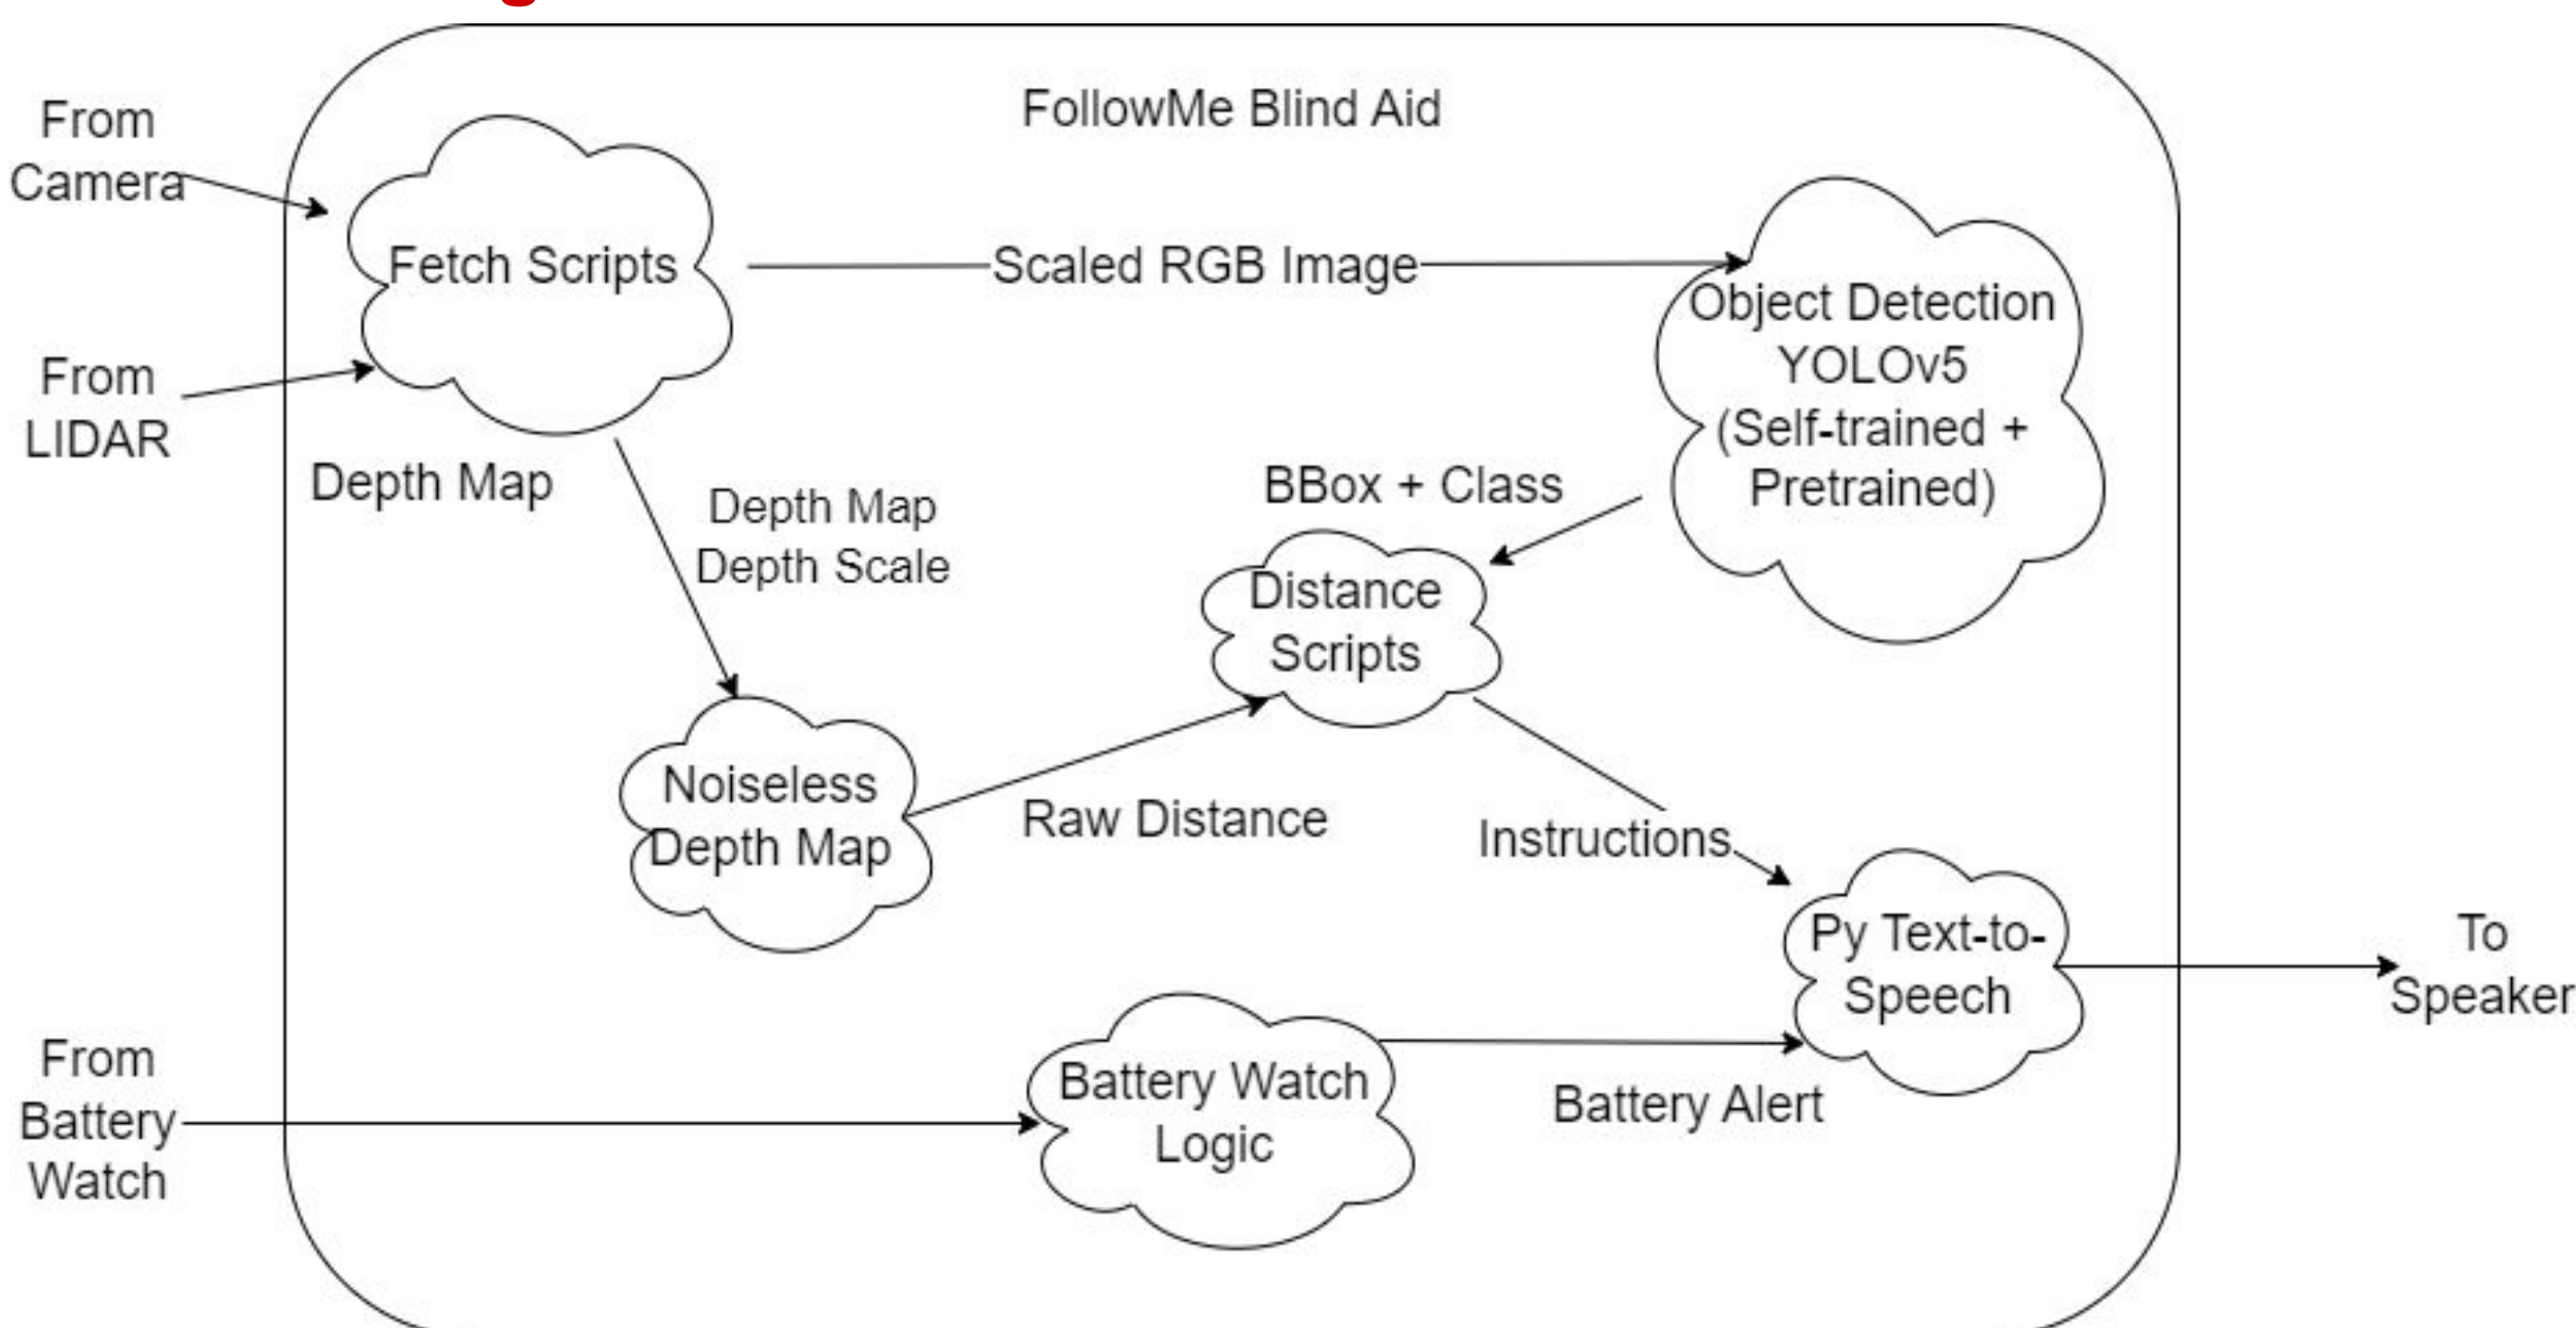 FollowMe Blind Aid
From
Camera
Fetch Scripts
Scaled RGB Image
Object Detection
YOLOv5
(Self-trained +
Pretrained)
From
LIDAR
Depth Map
Depth Map
Depth Scale
BBox + Class
Distance
Scripts
Noiseless
Depth Map
Raw Distance
Instructions
Py Text-to-
Speech
To
Speaker
From
Battery
Watch
Battery Watch
Logic
Battery Alert